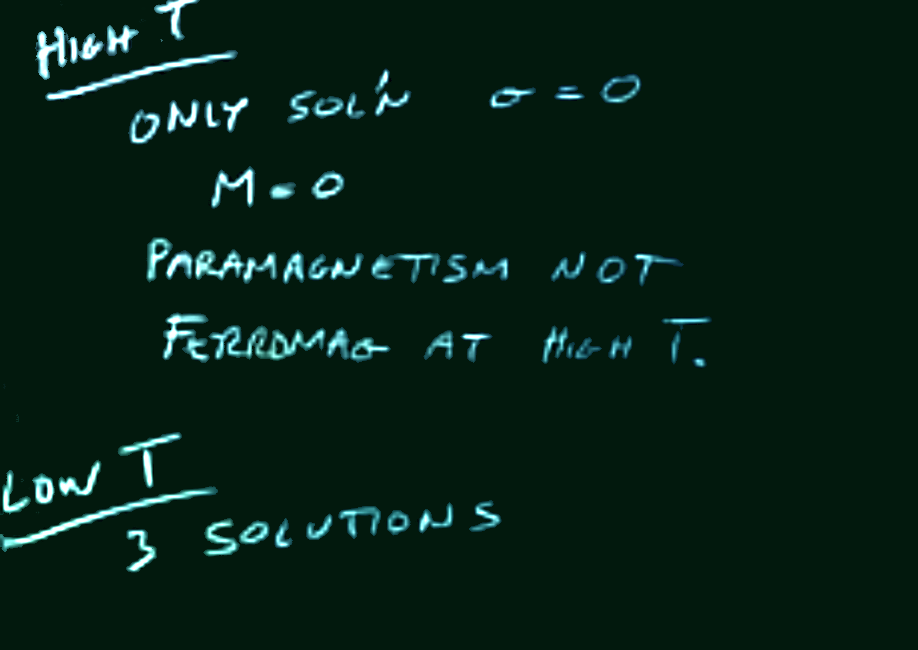 HIGH T
ONLY SOL'N σ = 0
M = 0
PARAMAGNETISM NOT
FERROMAG AT HIGH T.
LOW T
3 SOLUTIONS